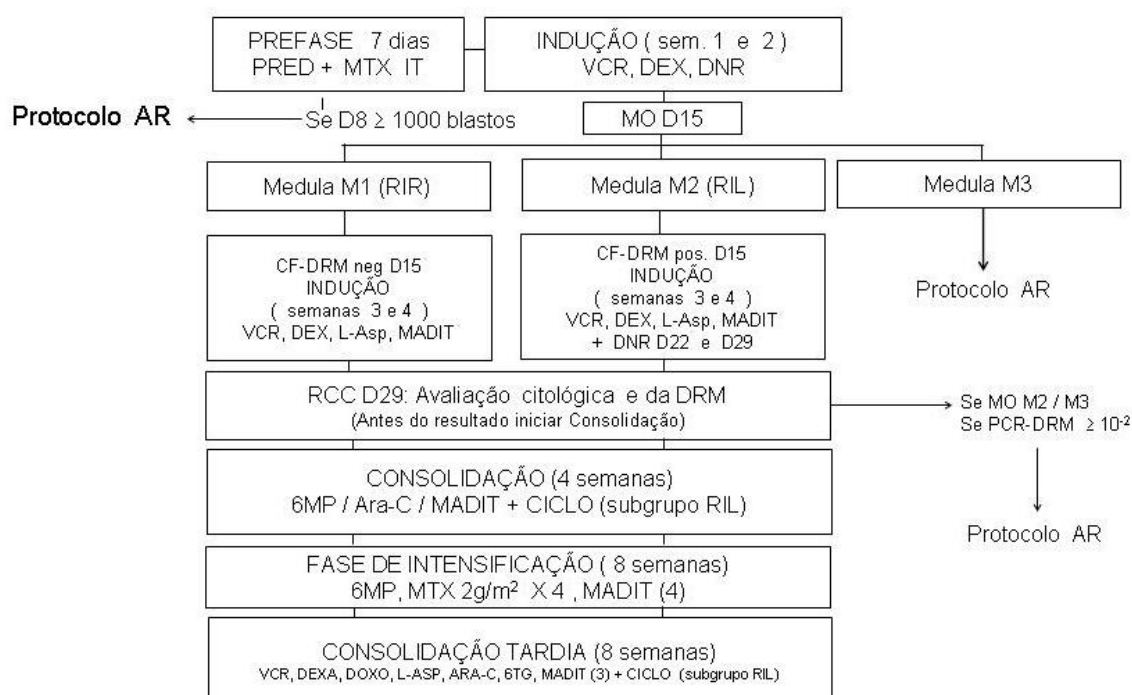 PREFASE 7 dias
PRED + MTX IT
INDUÇÃO ( sem. 1 e 2 )
VCR, DEX, DNR
Protocolo AR
Se D8 ≥ 1000 blastos
MO D15
Medula M1 (RIR)
Medula M2 (RIL)
Medula M3
CF-DRM neg D15
INDUÇÃO
( semanas 3 e 4 )
VCR, DEX, L-Asp, MADIT
CF-DRM pos. D15
INDUÇÃO
( semanas 3 e 4 )
VCR, DEX, L-Asp, MADIT
+ DNR D22 e D29
Protocolo AR
RCC D29: Avaliação citológica e da DRM
(Antes do resultado iniciar Consolidação)
Se MO M2 / M3
Se PCR-DRM ≥ 10⁻²
Protocolo AR
CONSOLIDAÇÃO (4 semanas)
6MP / Ara-C / MADIT + CICLO (subgrupo RIL)
FASE DE INTENSIFICAÇÃO ( 8 semanas)
6MP, MTX 2g/m² X 4 , MADIT (4)
CONSOLIDAÇÃO TARDIA (8 semanas)
VCR, DEXA, DOXO, L-ASP, ARA-C, 6TG, MADIT (3) + CICLO (subgrupo RIL)